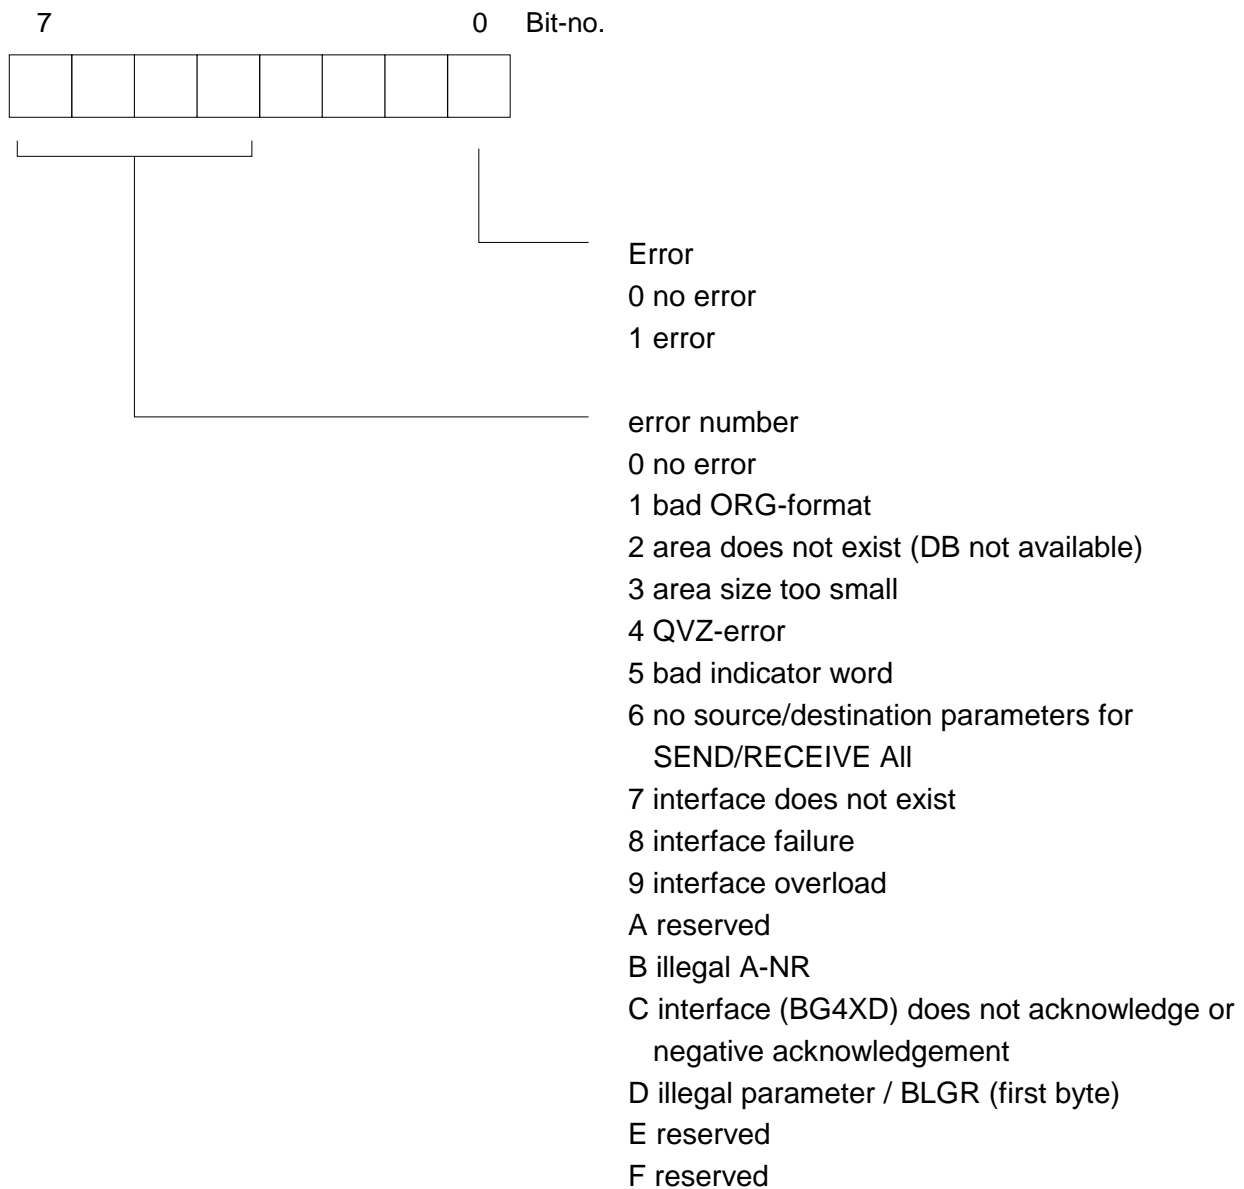 7 0 Bit-no.
Error
0 no error
1 error
error number
0 no error
1 bad ORG-format
2 area does not exist (DB not available)
3 area size too small
4 QVZ-error
5 bad indicator word
6 no source/destination parameters for
SEND/RECEIVE All
7 interface does not exist
8 interface failure
9 interface overload
A reserved
B illegal A-NR
C interface (BG4XD) does not acknowledge or
negative acknowledgement
D illegal parameter / BLGR (first byte)
E reserved
F reserved